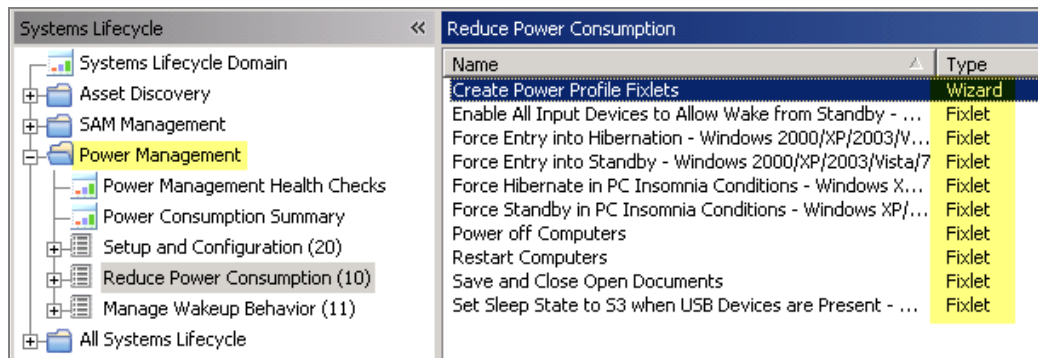 Systems Lifecycle «
Systems Lifecycle Domain
Asset Discovery
SAM Management
Power Management
Power Management Health Checks
Power Consumption Summary
Setup and Configuration (20)
Reduce Power Consumption (10)
Manage Wakeup Behavior (11)
All Systems Lifecycle
Reduce Power Consumption
Name Type
Create Power Profile Fixlets Wizard
Enable All Input Devices to Allow Wake from Standby - ... Fixlet
Force Entry into Hibernation - Windows 2000/XP/2003/V... Fixlet
Force Entry into Standby - Windows 2000/XP/2003/Vista/7 Fixlet
Force Hibernate in PC Insomnia Conditions - Windows X... Fixlet
Force Standby in PC Insomnia Conditions - Windows XP/... Fixlet
Power off Computers Fixlet
Restart Computers Fixlet
Save and Close Open Documents Fixlet
Set Sleep State to S3 when USB Devices are Present - ... Fixlet